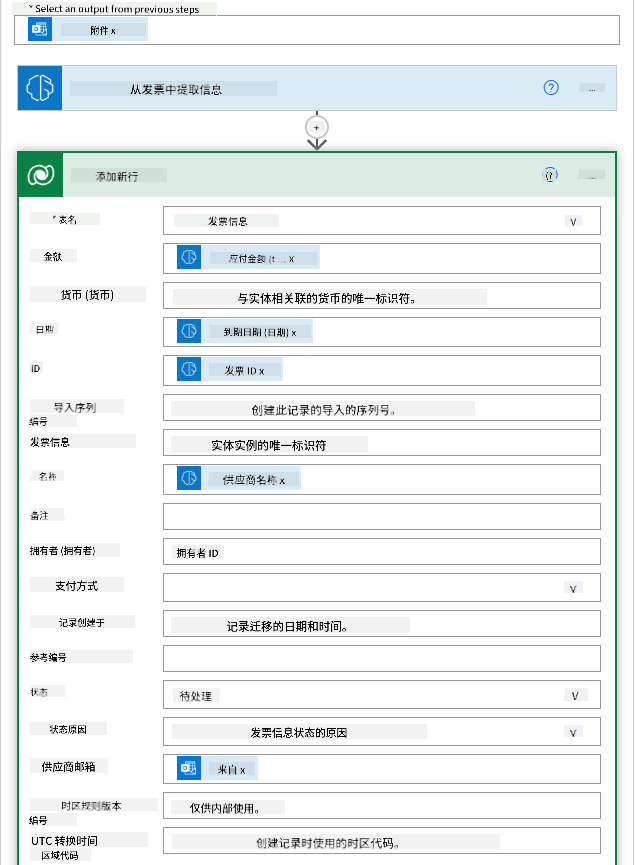 * Select an output from previous steps
附件 x
从发票中提取信息
?
...
+
添加新行
...
* 表名
发票信息
金额
应付金额 (t ... x
货币 (货币)
与实体相关联的货币的唯一标识符。
日期
到期日期 (日期) x
ID
发票 ID x
导入序列
编号
创建此记录的导入的序列号。
发票信息
实体实例的唯一标识符
名称
供应商名称 x
备注
拥有者 (拥有者)
拥有者 ID
支付方式
记录创建于
记录迁移的日期和时间。
参考编号
状态
待处理
状态原因
发票信息状态的原因
供应商邮箱
来自 x
时区规则版本
编号
仅供内部使用。
UTC 转换时间
区域代码
创建记录时使用的时区代码。